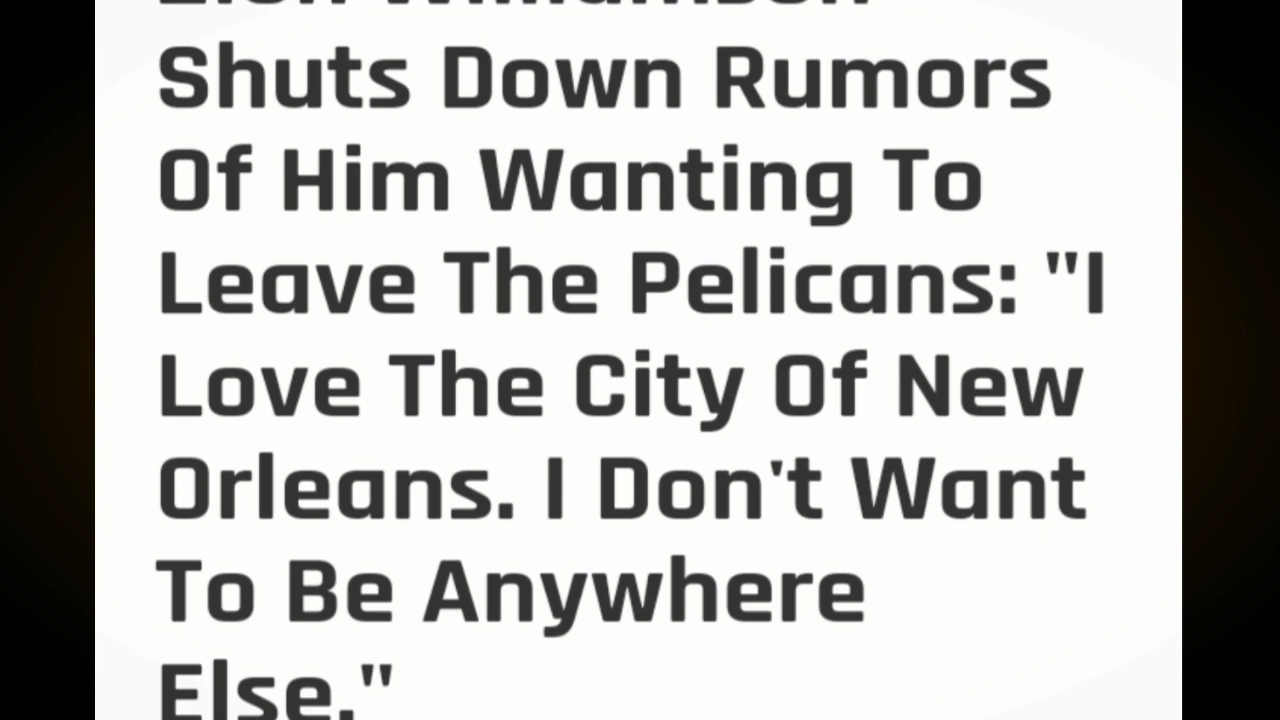 Shuts Down Rumors
Of Him Wanting To
Leave The Pelicans: "I
Love The City Of New
Orleans. I Don't Want
To Be Anywhere
Else."